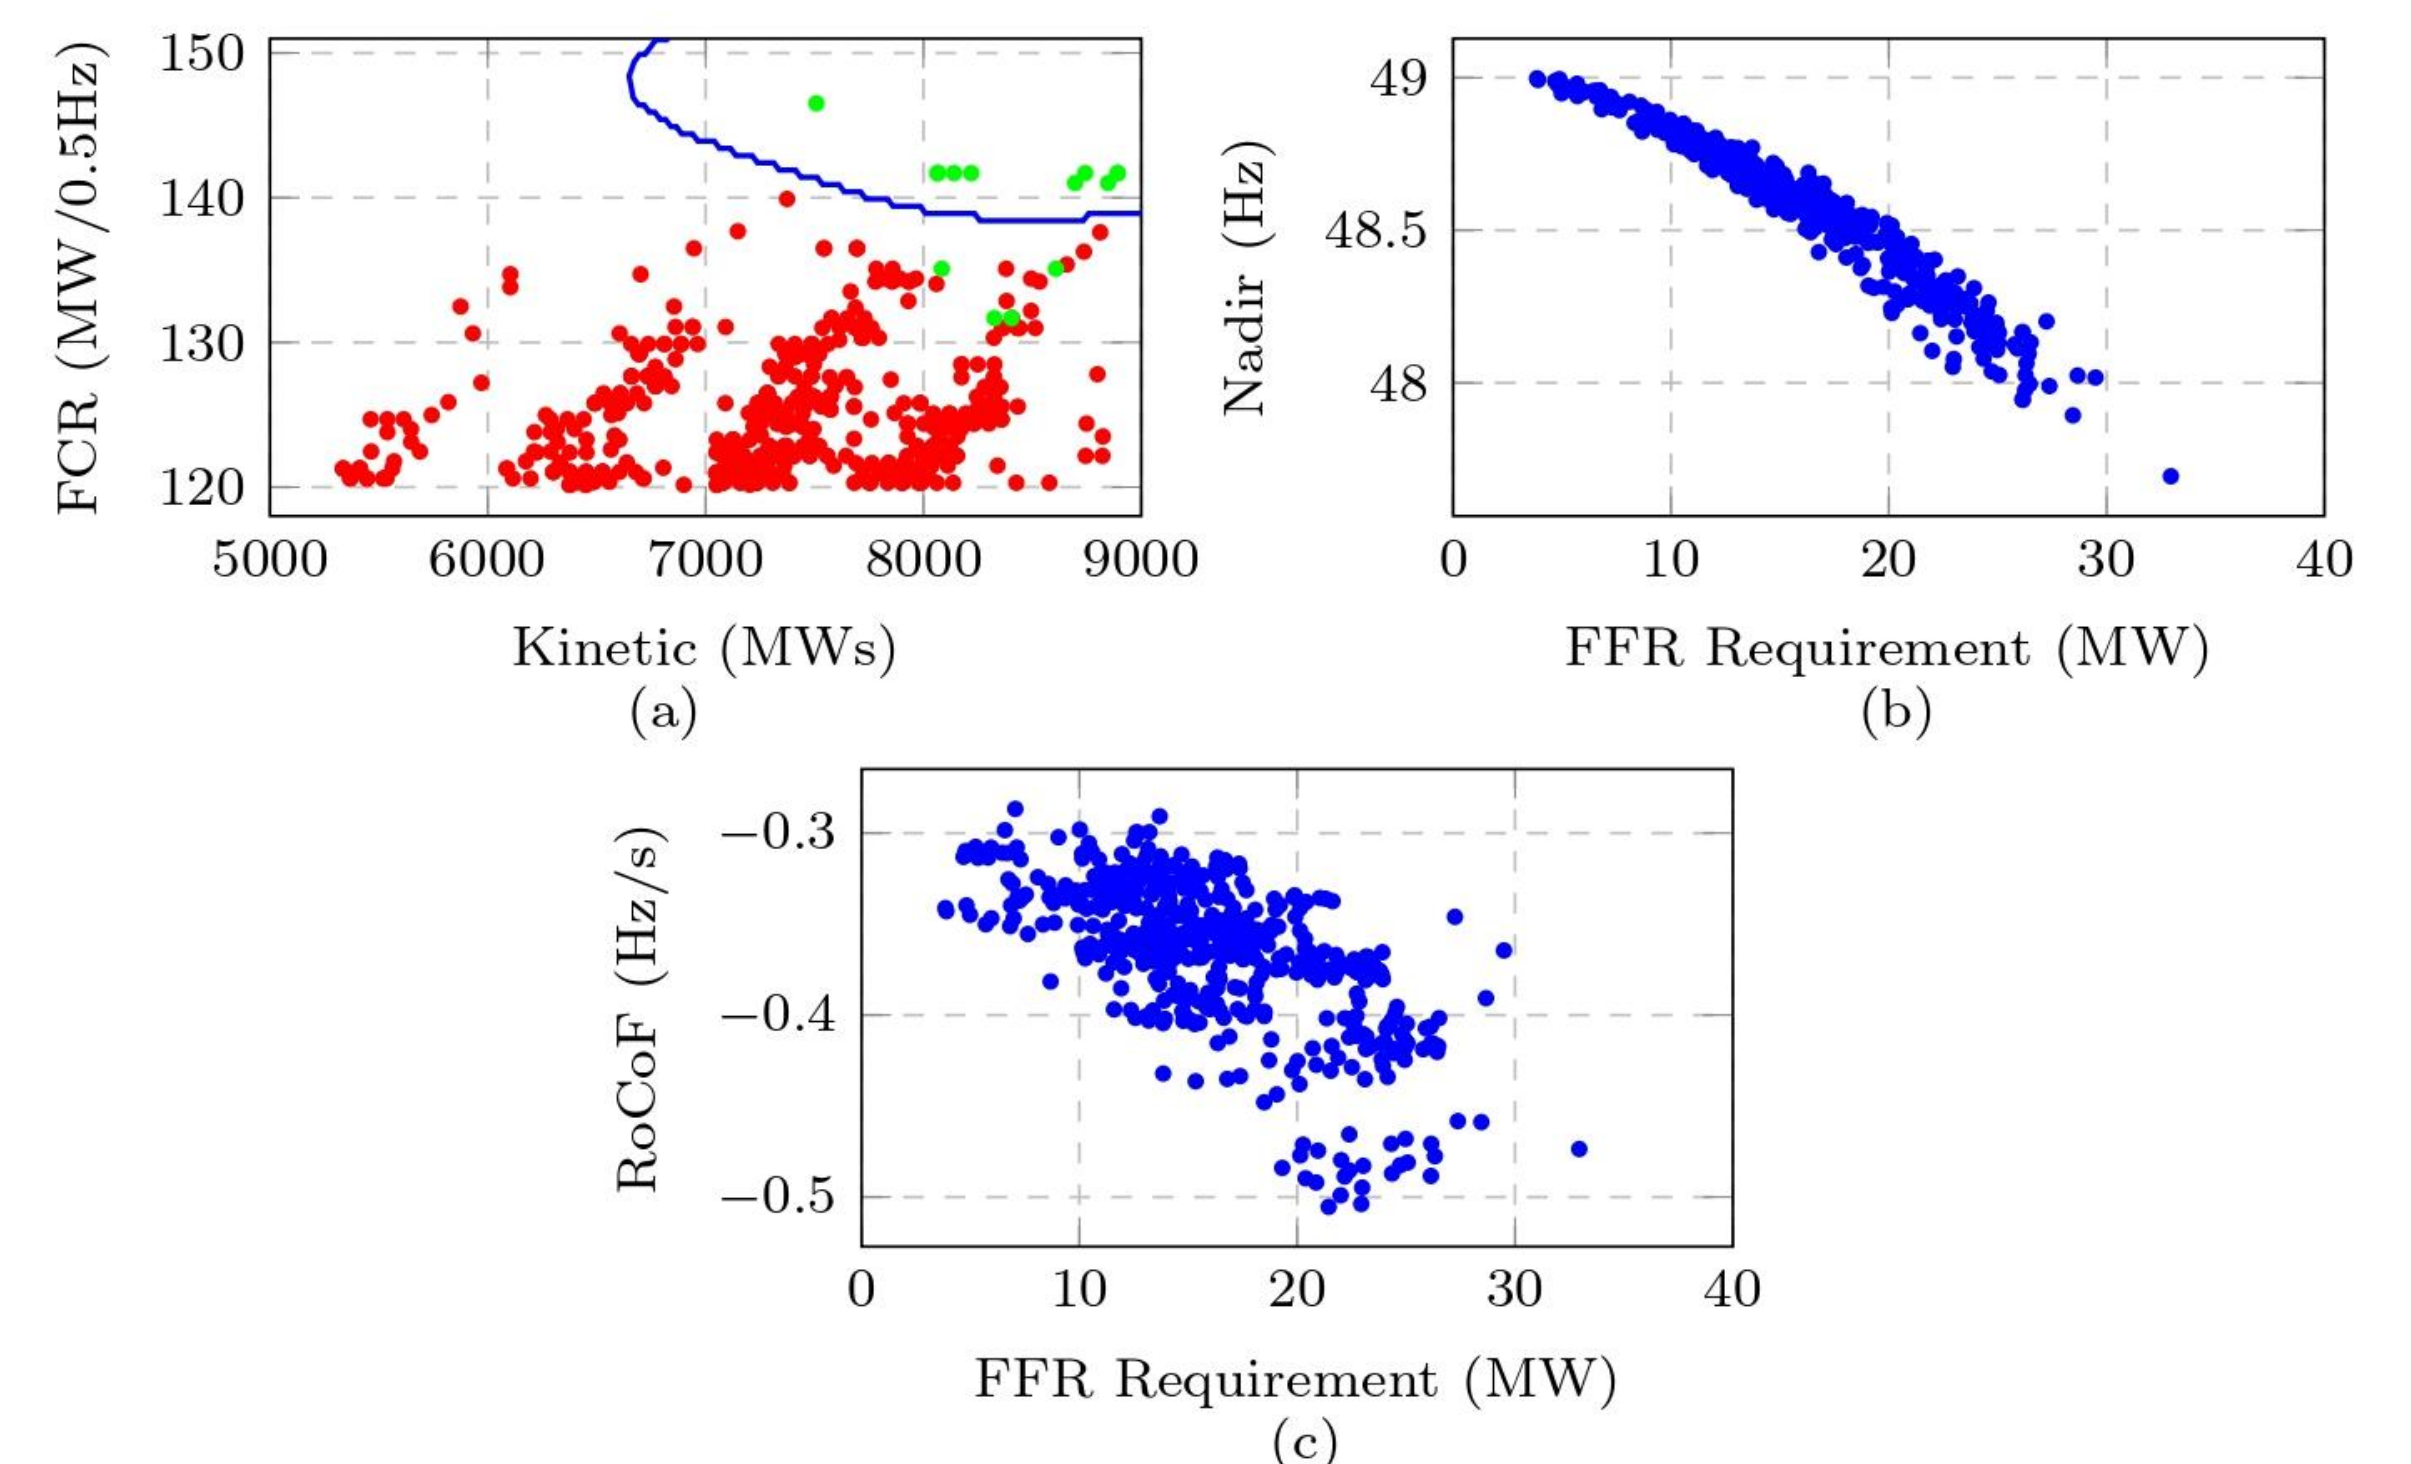 FCR (MW/0.5Hz)
150
140
130
120
5000 6000 7000 8000 9000
Kinetic (MWs)
(a)
Nadir (Hz)
49
48.5
48
0 10 20 30 40
FFR Requirement (MW)
(b)
RoCoF (Hz/s)
−0.3
−0.4
−0.5
0 10 20 30 40
FFR Requirement (MW)
(c)